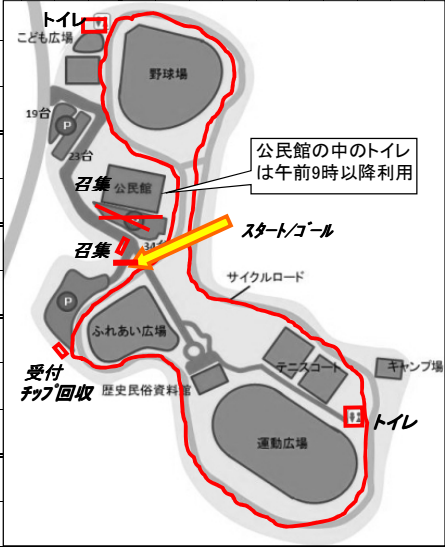 トイレ
こども広場
野球場
19台
P
23台
公民館の中のトイレ
は午前9時以降利用
召集
公民館
スタート/ゴール
34台
召集
サイクルロード
P
ふれあい広場
テニスコート
キャンプ場
受付
チップ回収
歴史民俗資料館
トイレ
運動広場